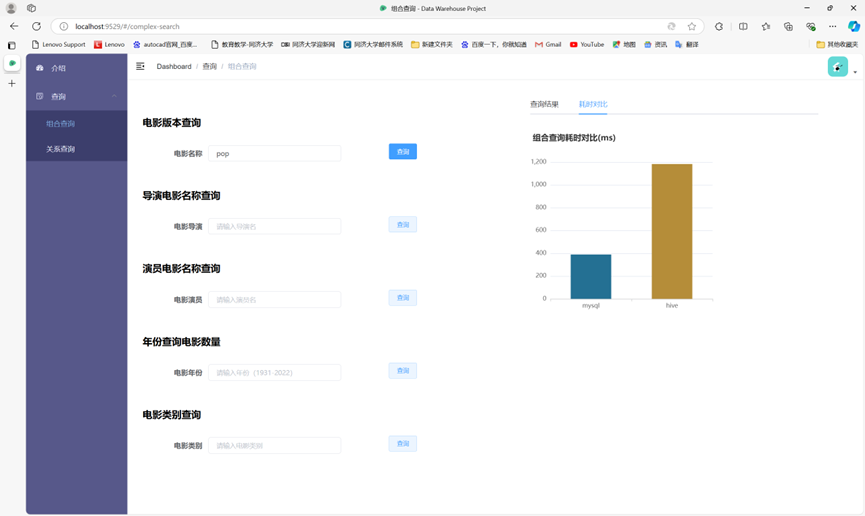 组合查询 - Data Warehouse Project
localhost:9529/#/complex-search
Lenovo Support
Lenovo
autocad官网_百度...
教育教学-同济大学
同济大学迎新网
同济大学邮件系统
新建文件夹
百度一下，你就知道
Gmail
YouTube
地图
资讯
翻译
其他收藏夹
介绍
查询
组合查询
关系查询
Dashboard / 查询 / 组合查询
电影版本查询
电影名称 pop 查询
导演电影名称查询
电影导演 请输入导演名 查询
演员电影名称查询
电影演员 请输入演员名 查询
年份查询电影数量
电影年份 请输入年份（1931-2022） 查询
电影类别查询
电影类别 请输入电影类别 查询
查询结果 耗时对比
组合查询耗时对比(ms)
1,200
1,000
800
600
400
200
0
mysql hive